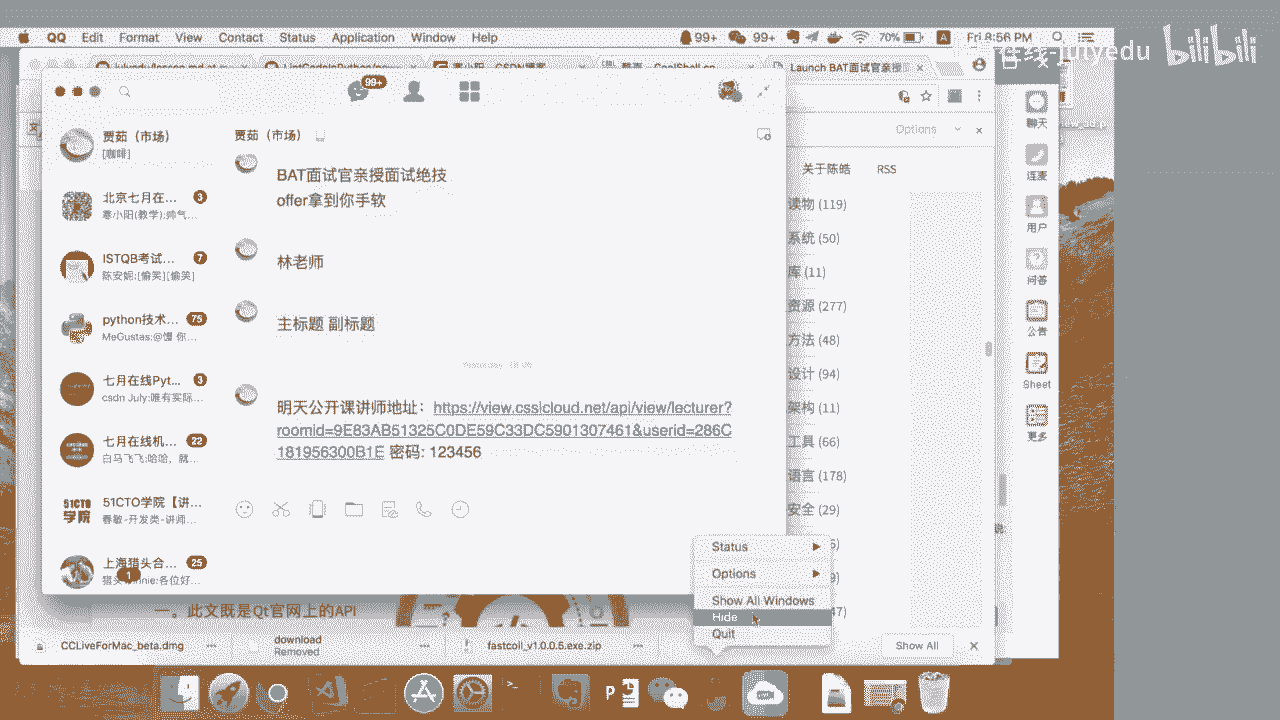 QQ Edit Format View Contact Status Application Window Help
99+ 99+ 70% A Fri 8:56 PM
bilibili
Launch BAT面试官亲授
99+
Options
贾茹（市场）
[咖啡]
北京七月在… 3
寒小阳(教学):帅气…
ISTQB考试… 7
陈安妮:[偷笑][偷笑]
python技术… 75
MeGustas:@馒 你…
七月在线Pyt… 3
csdn July:唯有实际…
七月在线机… 22
白马飞飞:哈哈，就…
51CTO学院【讲…
春敏-开发类-讲师…
上海猎头合… 25
1
贾茹（市场）
BAT面试官亲授面试绝技
offer拿到你手软
林老师
主标题 副标题
明天公开课讲师地址：https://view.csslcloud.net/api/view/lecturer?
roomid=9E83AB51325C0DE59C33DC5901307461&userid=286C
181956300B1E 密码: 123456
关于陈皓 RSS
读物 (119)
系统 (50)
库 (11)
资源 (277)
方法 (48)
设计 (94)
架构 (11)
工具 (66)
语言 (178)
安全 (29)
聊天
连麦
用户
问答
公告
Sheet
更多
Status
Options
Show All Windows
Hide
Quit
一。此文既是Qt官网上的API
CCLiveForMac_beta.dmg
download
removed
fastcoll_v1.0.0.5.exe.zip
Show All